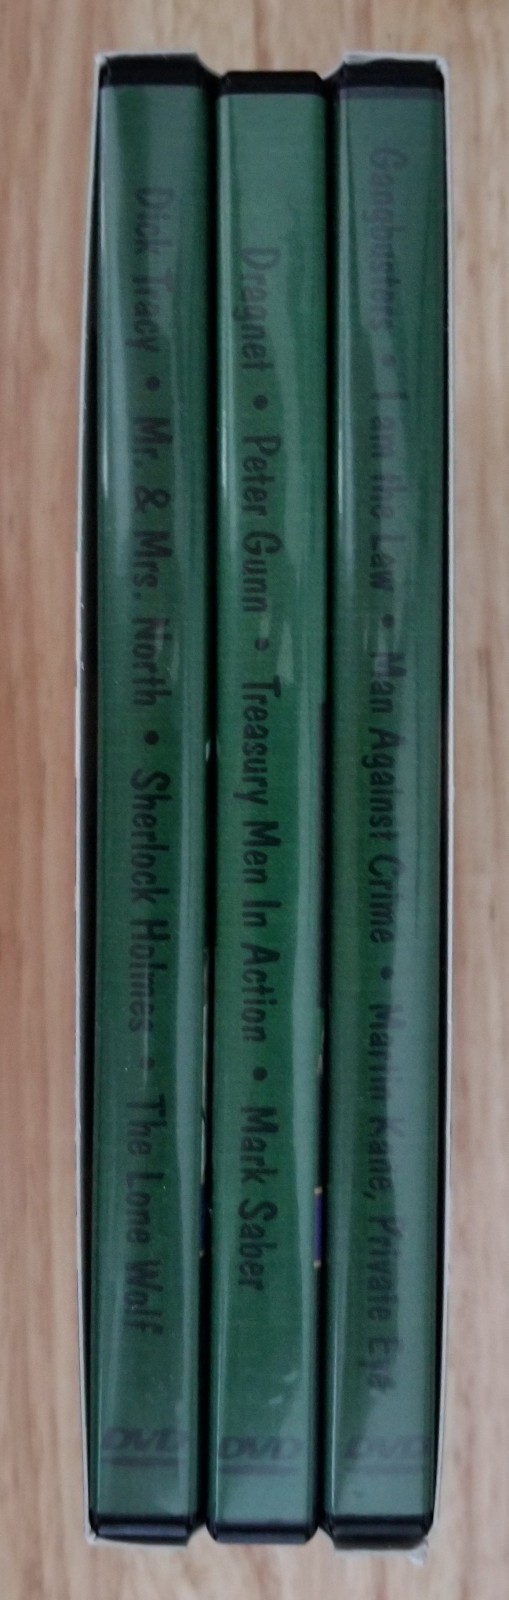 Dick Tracy • Mr. & Mrs. North • Sherlock Holmes • The Lone Wolf
DVD
Dragnet • Peter Gunn • Treasury Men In Action • Mark Saber
DVD
Gangbusters • I am the Law • Man Against Crime • Martin Kane, Private Eye
DVD